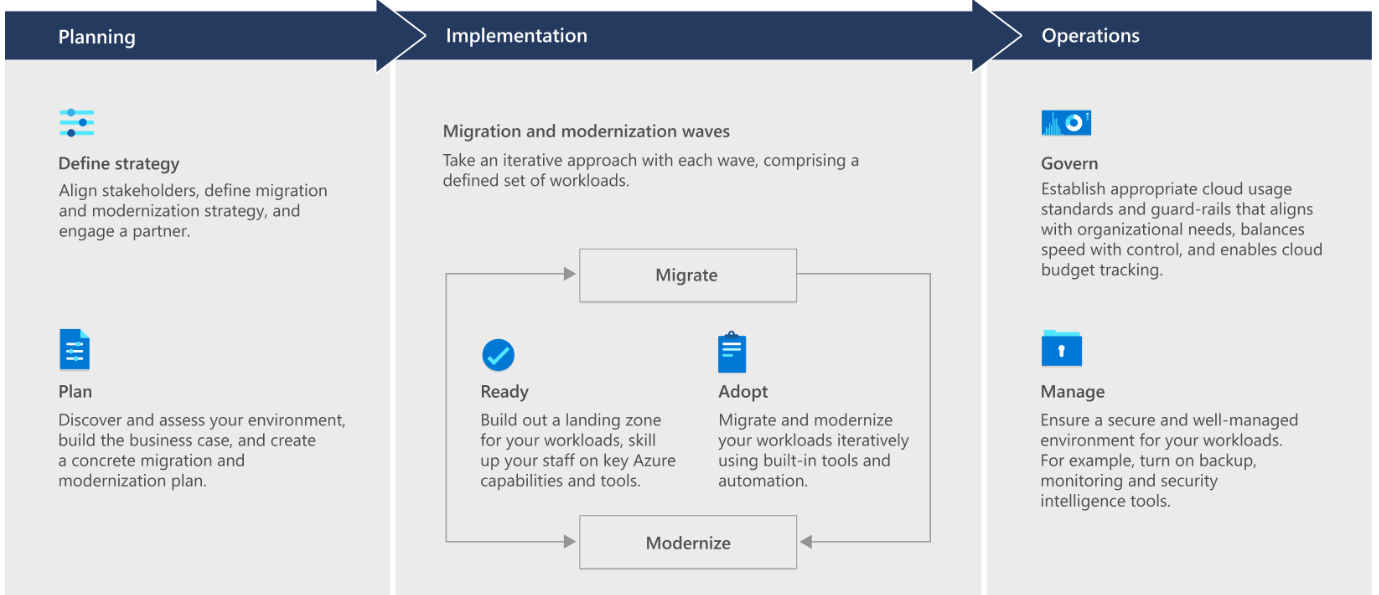 Planning
Implementation
Operations
Define strategy
Align stakeholders, define migration
and modernization strategy, and
engage a partner.
Plan
Discover and assess your environment,
build the business case, and create
a concrete migration and
modernization plan.
Migration and modernization waves
Take an iterative approach with each wave, comprising a
defined set of workloads.
Migrate
Ready
Build out a landing zone
for your workloads, skill
up your staff on key Azure
capabilities and tools.
Adopt
Migrate and modernize
your workloads iteratively
using built-in tools and
automation.
Modernize
Govern
Establish appropriate cloud usage
standards and guard-rails that aligns
with organizational needs, balances
speed with control, and enables cloud
budget tracking.
Manage
Ensure a secure and well-managed
environment for your workloads.
For example, turn on backup,
monitoring and security
intelligence tools.